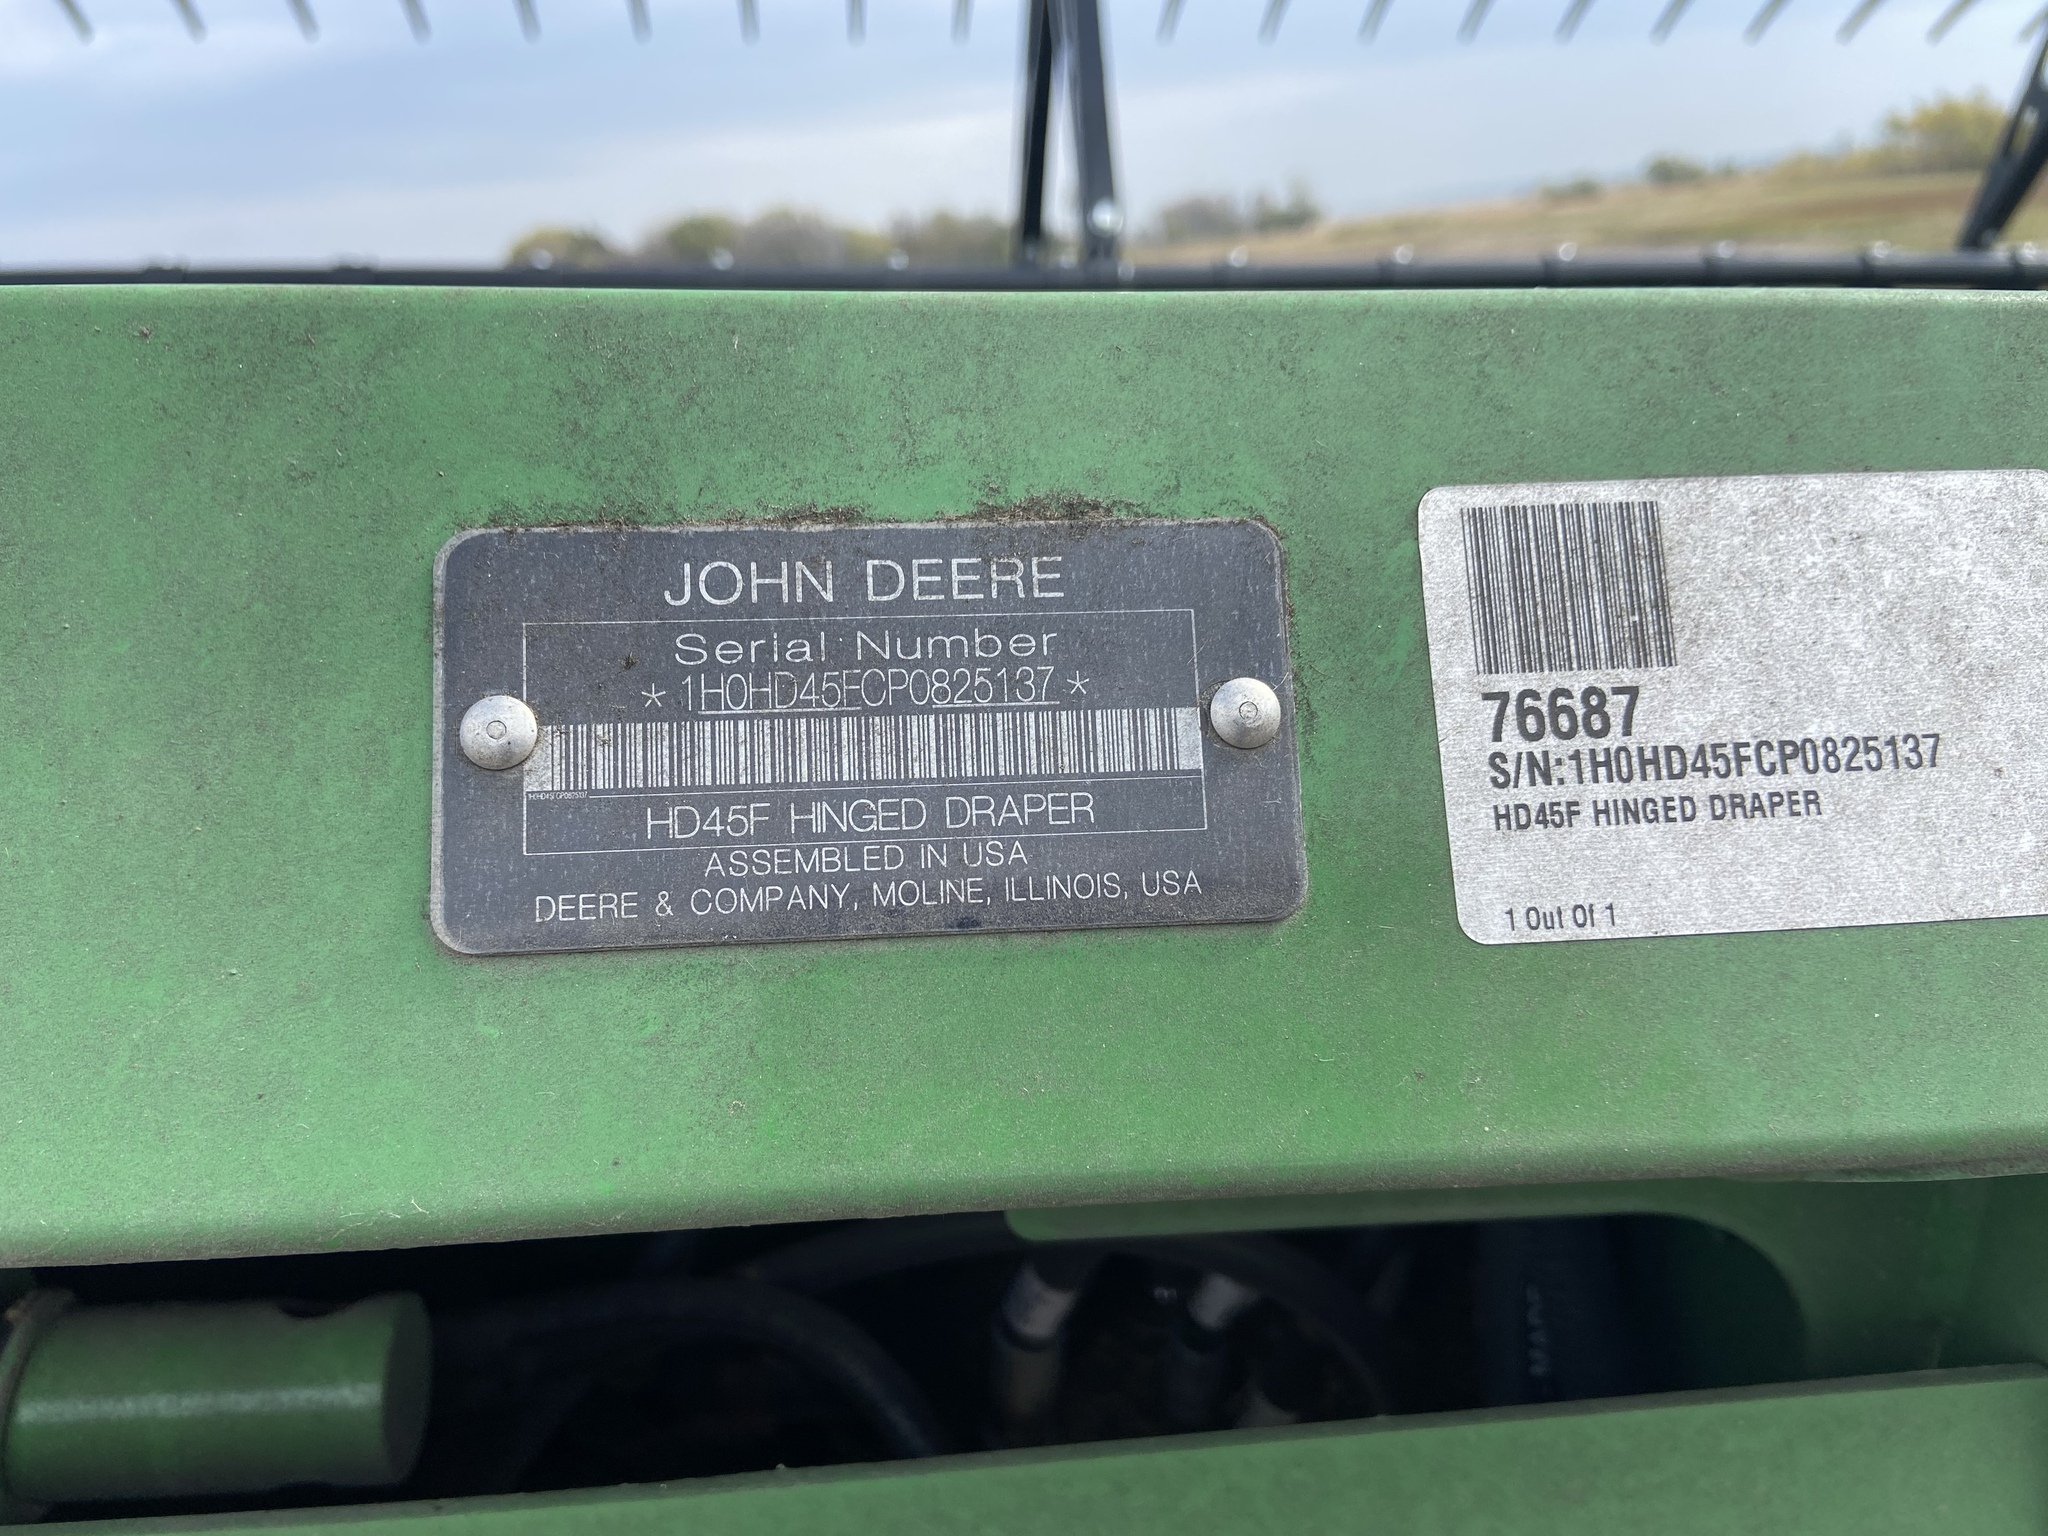 JOHN DEERE
Serial Number
* 1H0HD45FCP0825137 *
1H0HD45FCP0825137
HD45F HINGED DRAPER
ASSEMBLED IN USA
DEERE & COMPANY, MOLINE, ILLINOIS, USA
76687
S/N:1H0HD45FCP0825137
HD45F HINGED DRAPER
1 Out Of 1